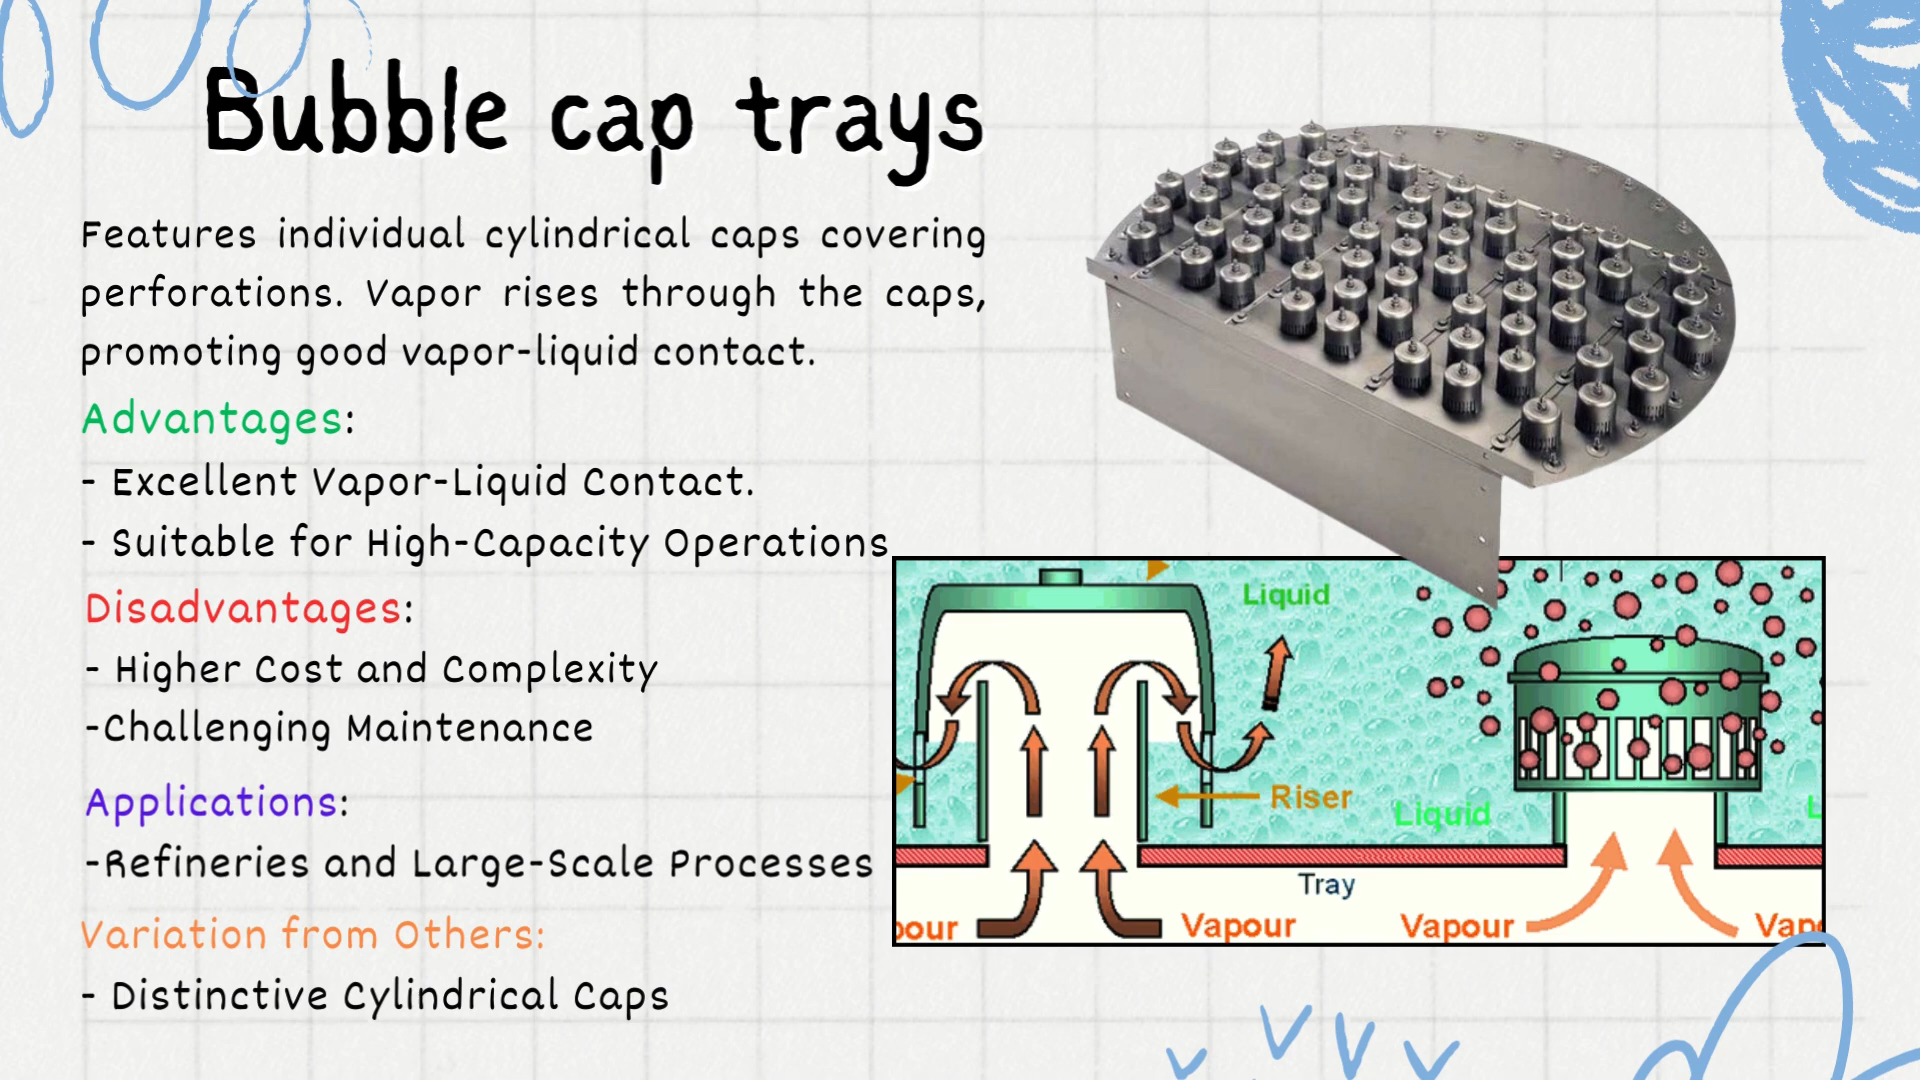 Bubble cap trays
Features individual cylindrical caps covering
perforations. Vapor rises through the caps,
promoting good vapor-liquid contact.
Advantages:
- Excellent Vapor-Liquid Contact.
- Suitable for High-Capacity Operations
Disadvantages:
- Higher Cost and Complexity
-Challenging Maintenance
Applications:
-Refineries and Large-Scale Processes
Variation from Others:
- Distinctive Cylindrical Caps
Liquid
Riser
Liquid
L
Tray
pour
Vapour
Vapour
Vapo